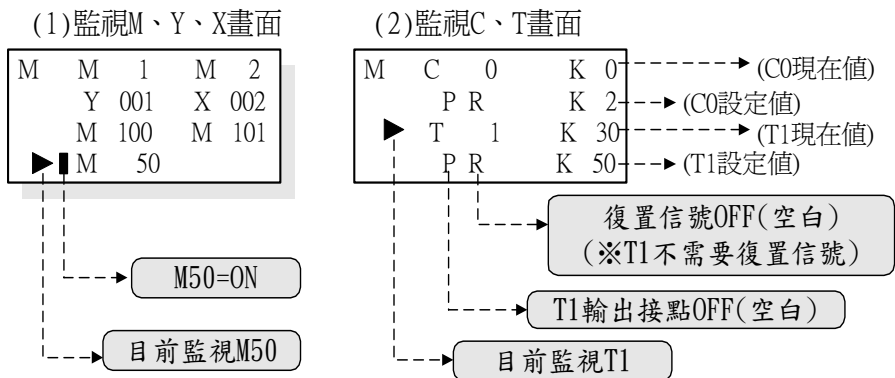 (1)監視M、Y、X畫面
M M 1 M 2
Y 001 X 002
M 100 M 101
M 50
M50=ON
目前監視M50
(2)監視C、T畫面
M C 0 K 0 (C0現在值)
P R K 2 (C0設定值)
T 1 K 30 (T1現在值)
P R K 50 (T1設定值)
復置信號OFF(空白)
(※T1不需要復置信號)
T1輸出接點OFF(空白)
目前監視T1